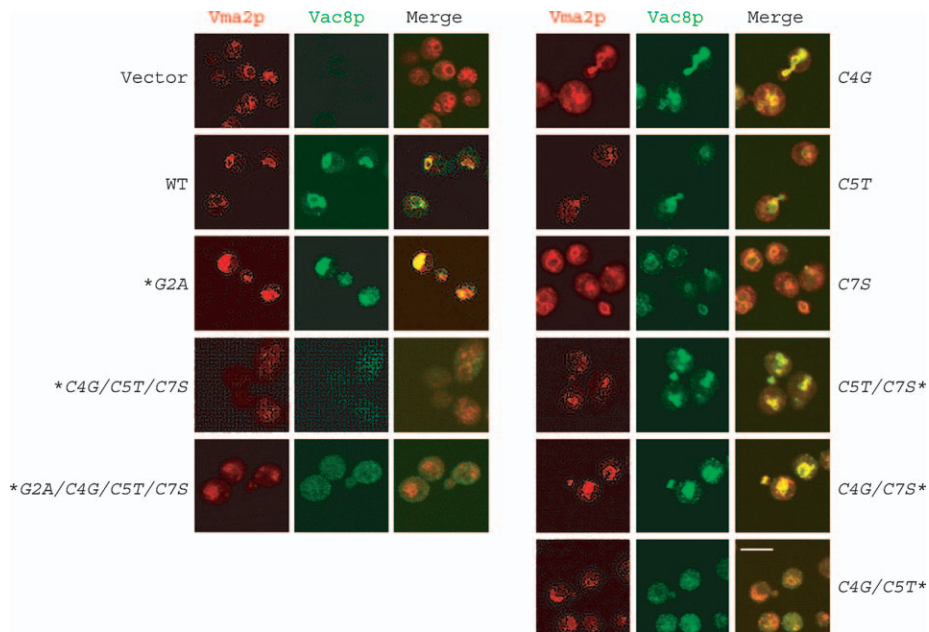 Vma2p Vac8p Merge Vma2p Vac8p Merge
Vector C4G
WT C5T
*G2A C7S
*C4G/C5T/C7S C5T/C7S*
*G2A/C4G/C5T/C7S C4G/C7S*
C4G/C5T*